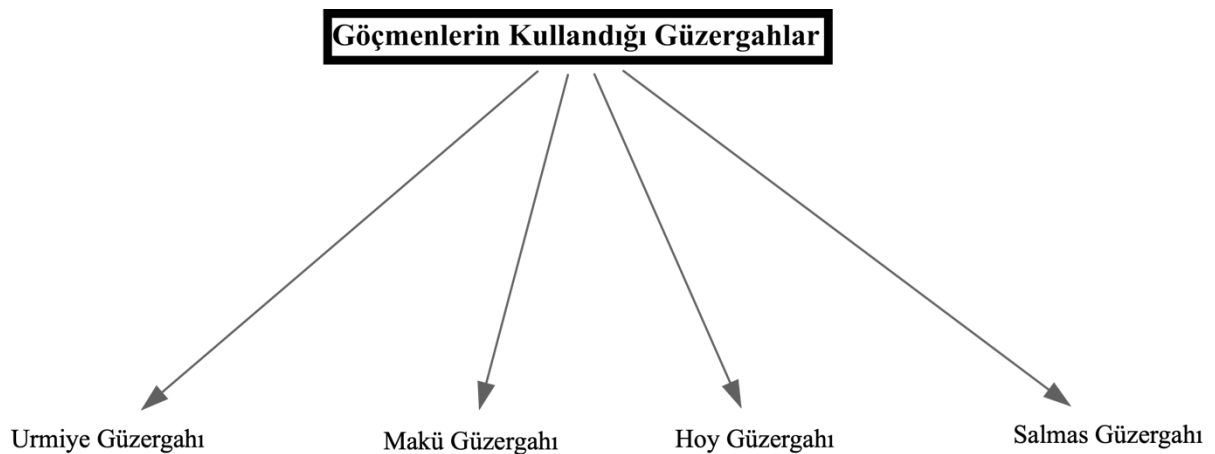 Göçmenlerin Kullandığı Güzergahlar
Urmiye Güzergahı
Makü Güzergahı
Hoy Güzergahı
Salmas Güzergahı